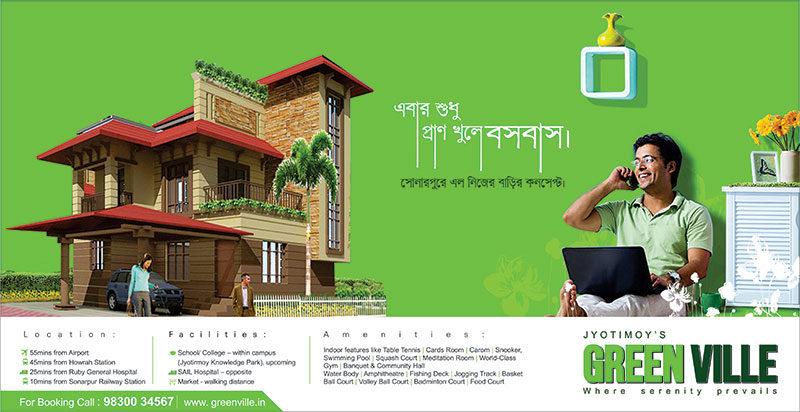 এবার শুধু
প্রাণ খুলে বসবাস।
সোনারপুরে এল নিজের বাড়ির কনসেপ্ট।
Location:
55mins from Airport
45mins from Howrah Station
25mins from Ruby General Hospital
10mins from Sonarpur Railway Station
Facilities:
School/ College – within campus
(Jyotirmoy Knowledge Park), upcoming
SAIL Hospital – opposite
Market - walking distance
Amenities:
Indoor features like Table Tennis | Cards Room | Carom | Snooker,
Swimming Pool | Squash Court | Meditation Room | World-Class
Gym | Banquet & Community Hall
Water Body | Amphitheatre | Fishing Deck | Jogging Track | Basket
Ball Court | Volley Ball Court | Badminton Court | Food Court
JYOTIMOY'S
GREEN VILLE
Where serenity prevails
For Booking Call : 98300 34567 | www. greenville.in